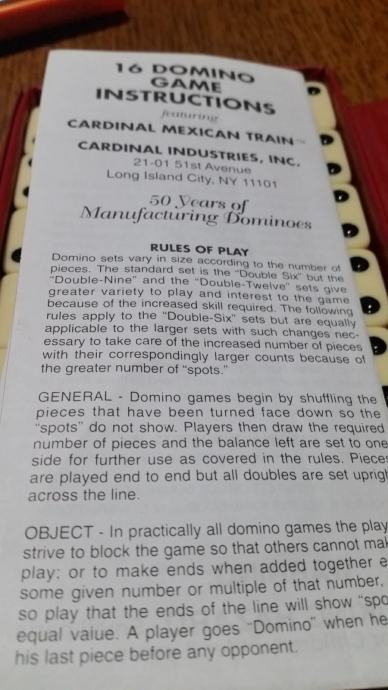 16 DOMINO
GAME
INSTRUCTIONS
featuring
CARDINAL MEXICAN TRAIN™
CARDINAL INDUSTRIES, INC.
21-01 51st Avenue
Long Island City, NY 11101
50 Years of
Manufacturing Dominoes
RULES OF PLAY
Domino sets vary in size according to the number of
pieces. The standard set is the "Double Six" but the
"Double-Nine" and the "Double-Twelve" sets give
greater variety to play and interest to the game
because of the increased skill required. The following
rules apply to the "Double-Six" sets but are equally
applicable to the larger sets with such changes nec-
essary to take care of the increased number of pieces
with their correspondingly larger counts because of
the greater number of "spots."
GENERAL - Domino games begin by shuffling the
pieces that have been turned face down so the
"spots" do not show. Players then draw the required
number of pieces and the balance left are set to one
side for further use as covered in the rules. Pieces
are played end to end but all doubles are set uprig
across the line.
OBJECT - In practically all domino games the play
strive to block the game so that others cannot mak
play; or to make ends when added together e
some given number or multiple of that number,
so play that the ends of the line will show "spo
equal value. A player goes "Domino" when he
his last piece before any opponent.